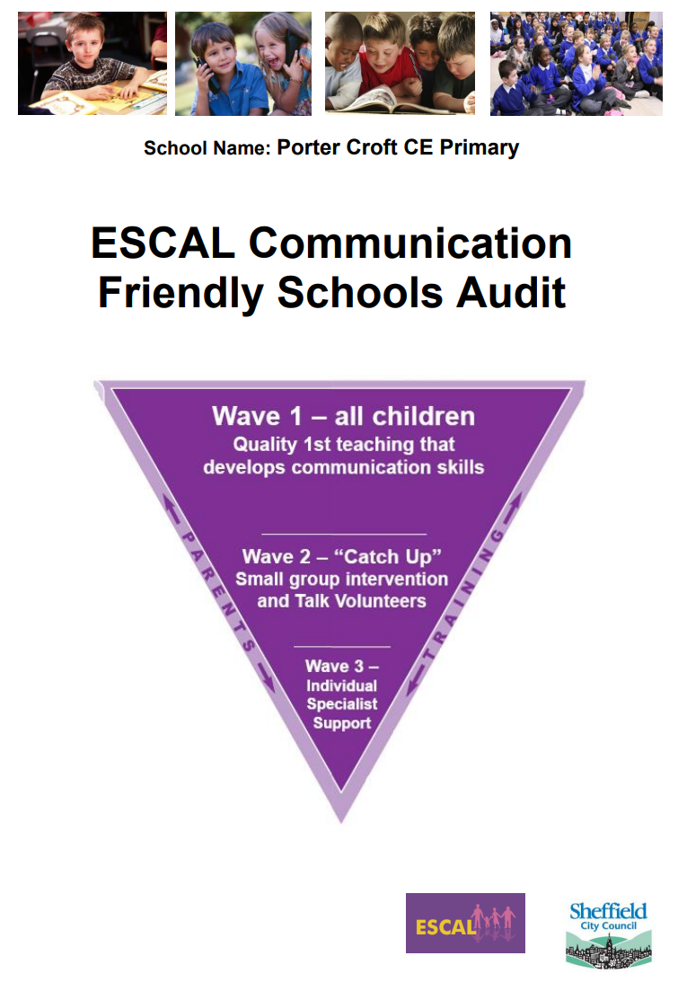 School Name: Porter Croft CE Primary
ESCAL Communication
Friendly Schools Audit
Wave 1 – all children
Quality 1st teaching that
develops communication skills
Wave 2 – “Catch Up”
Small group intervention
and Talk Volunteers
Wave 3 –
Individual
Specialist
Support
PARENTS
TRAINING
ESCAL
Sheffield
City Council